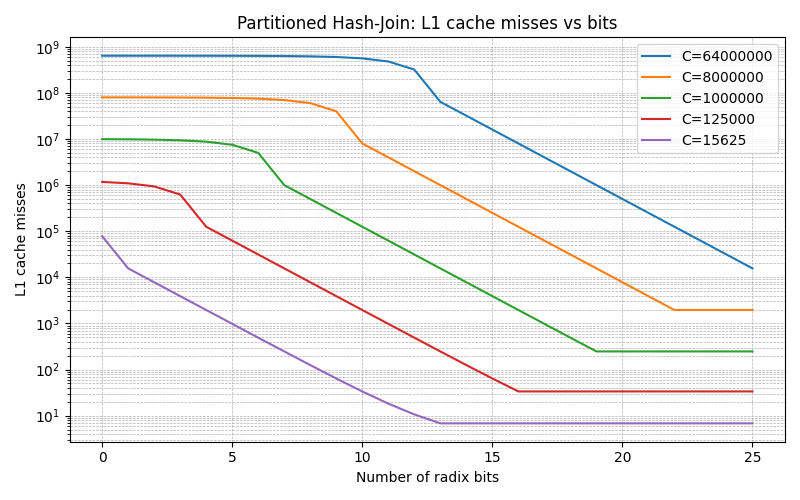 Partitioned Hash-Join: L1 cache misses vs bits
C=64000000
C=8000000
C=1000000
C=125000
C=15625
L1 cache misses
10⁹
10⁸
10⁷
10⁶
10⁵
10⁴
10³
10²
10¹
0 5 10 15 20 25
Number of radix bits